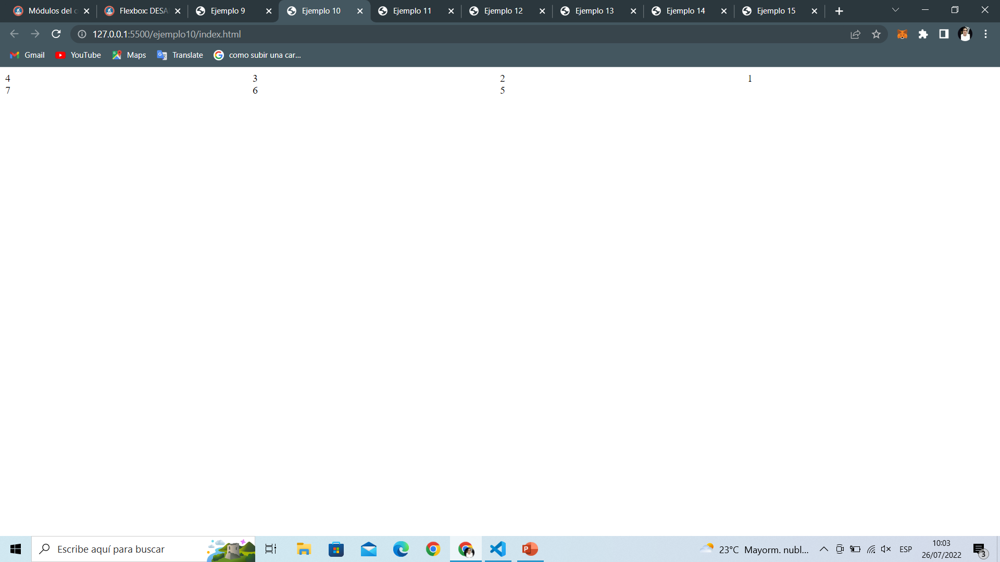 Módulos del c
Flexbox: DESA
Ejemplo 9
Ejemplo 10
Ejemplo 11
Ejemplo 12
Ejemplo 13
Ejemplo 14
Ejemplo 15
127.0.0.1:5500/ejemplo10/index.html
Gmail
YouTube
Maps
Translate
como subir una car...
4 3 2 1
7 6 5
Escribe aquí para buscar
23°C Mayorm. nubl...
ESP
10:03
26/07/2022
3